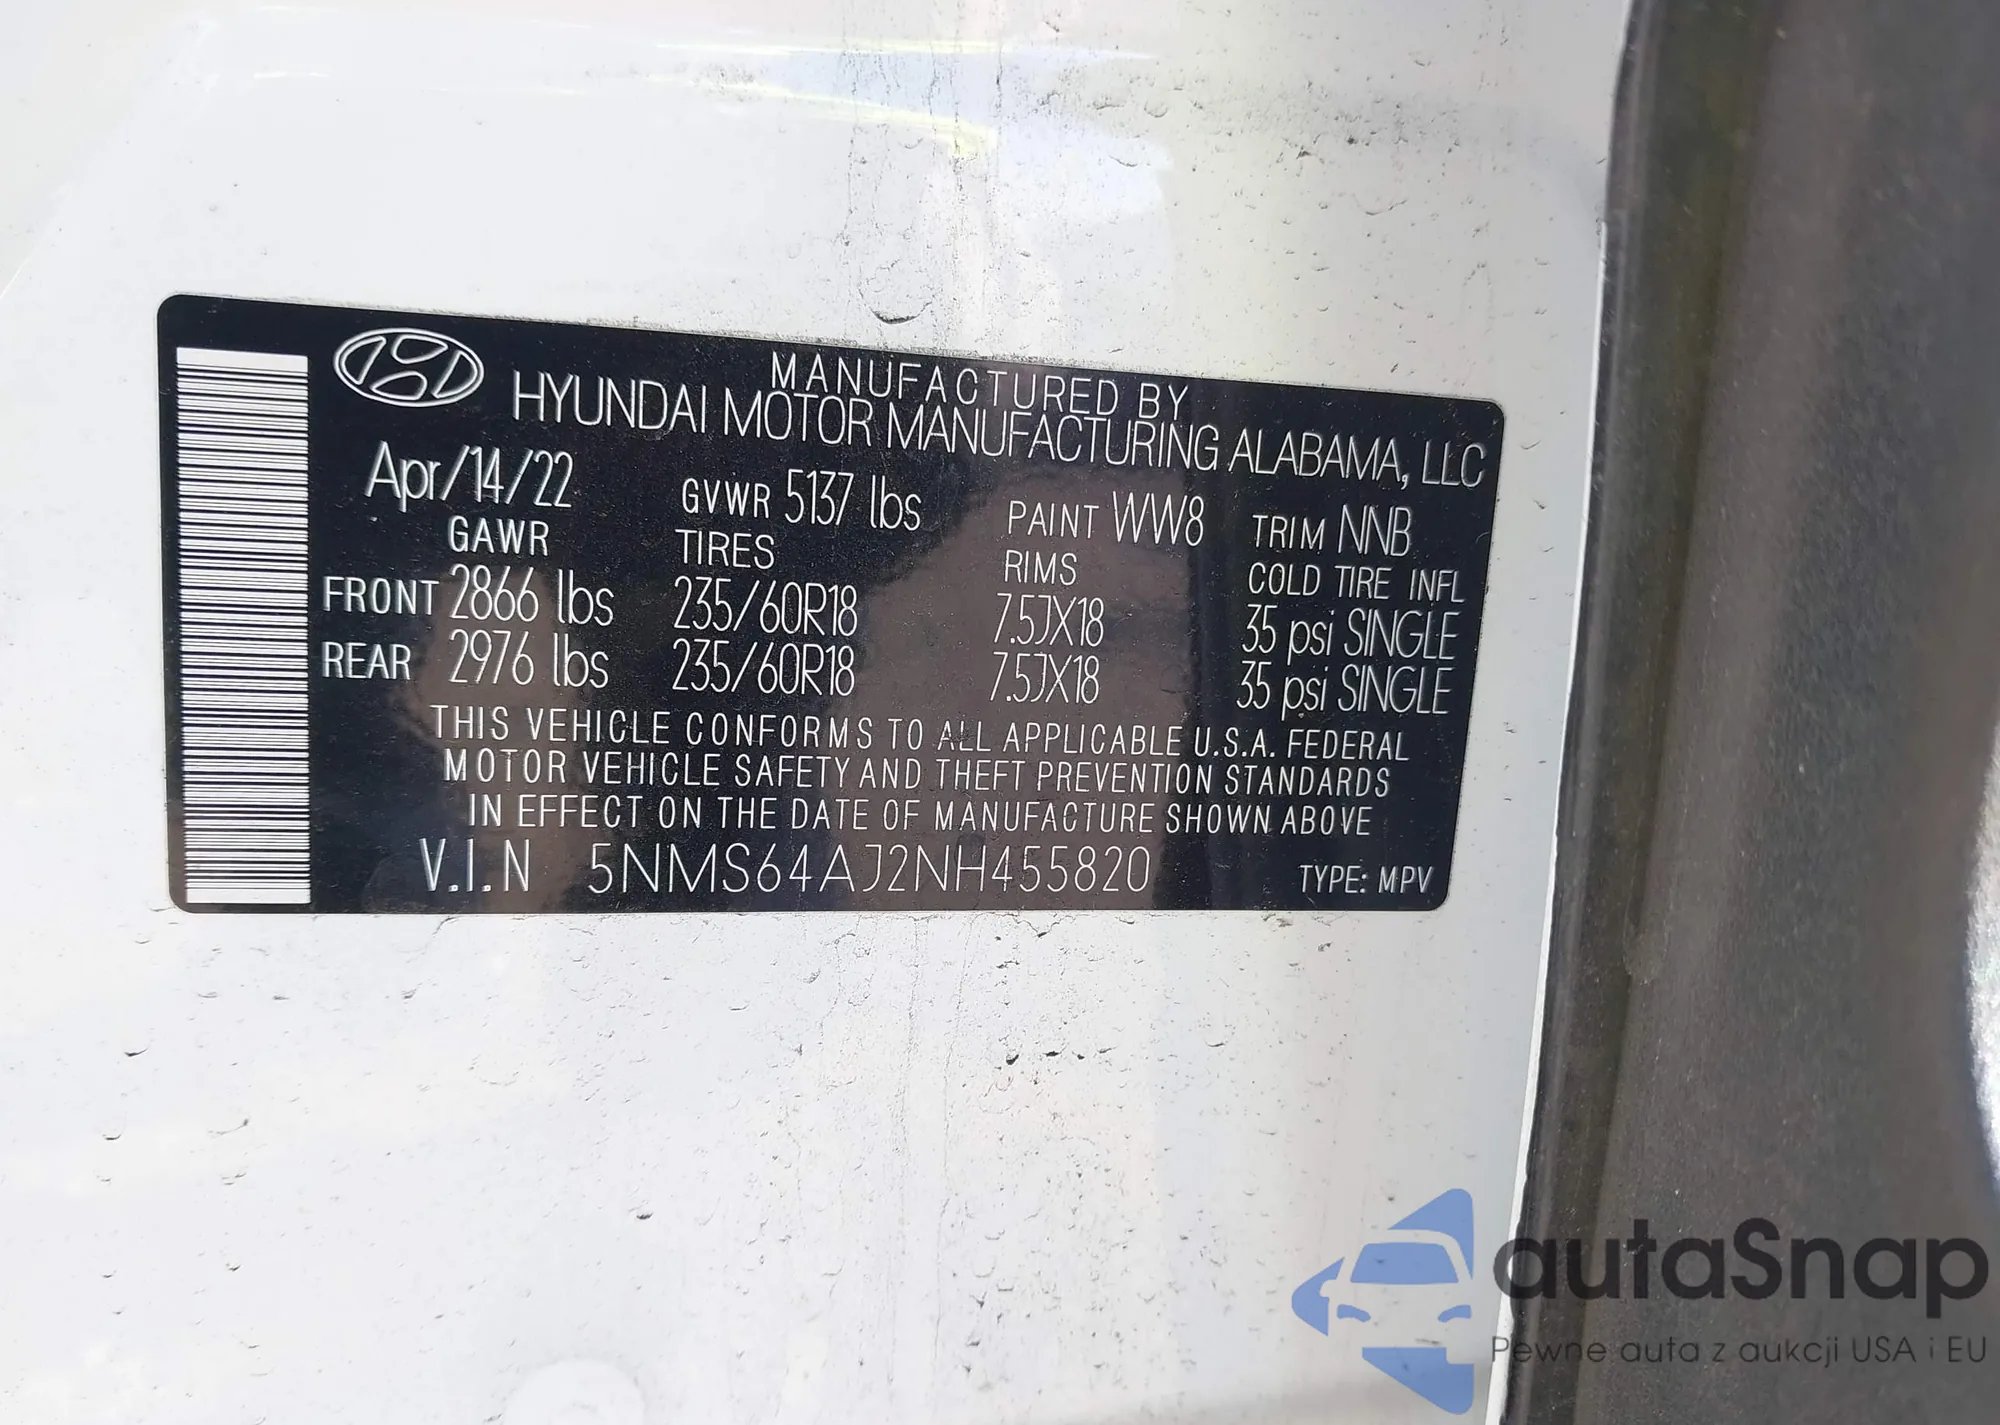 MANUFACTURED BY
HYUNDAI MOTOR MANUFACTURING ALABAMA, LLC
Apr/14/22 GVWR 5137 lbs PAINT WW8 TRIM NNB
GAWR TIRES RIMS COLD TIRE INFL
FRONT 2866 lbs 235/60R18 7.5JX18 35 psi SINGLE
REAR 2976 lbs 235/60R18 7.5JX18 35 psi SINGLE
THIS VEHICLE CONFORMS TO ALL APPLICABLE U.S.A. FEDERAL
MOTOR VEHICLE SAFETY AND THEFT PREVENTION STANDARDS
IN EFFECT ON THE DATE OF MANUFACTURE SHOWN ABOVE
V.I.N 5NMS64AJ2NH455820 TYPE: MPV
autaSnap
Pewne auta z aukcji USA i EU